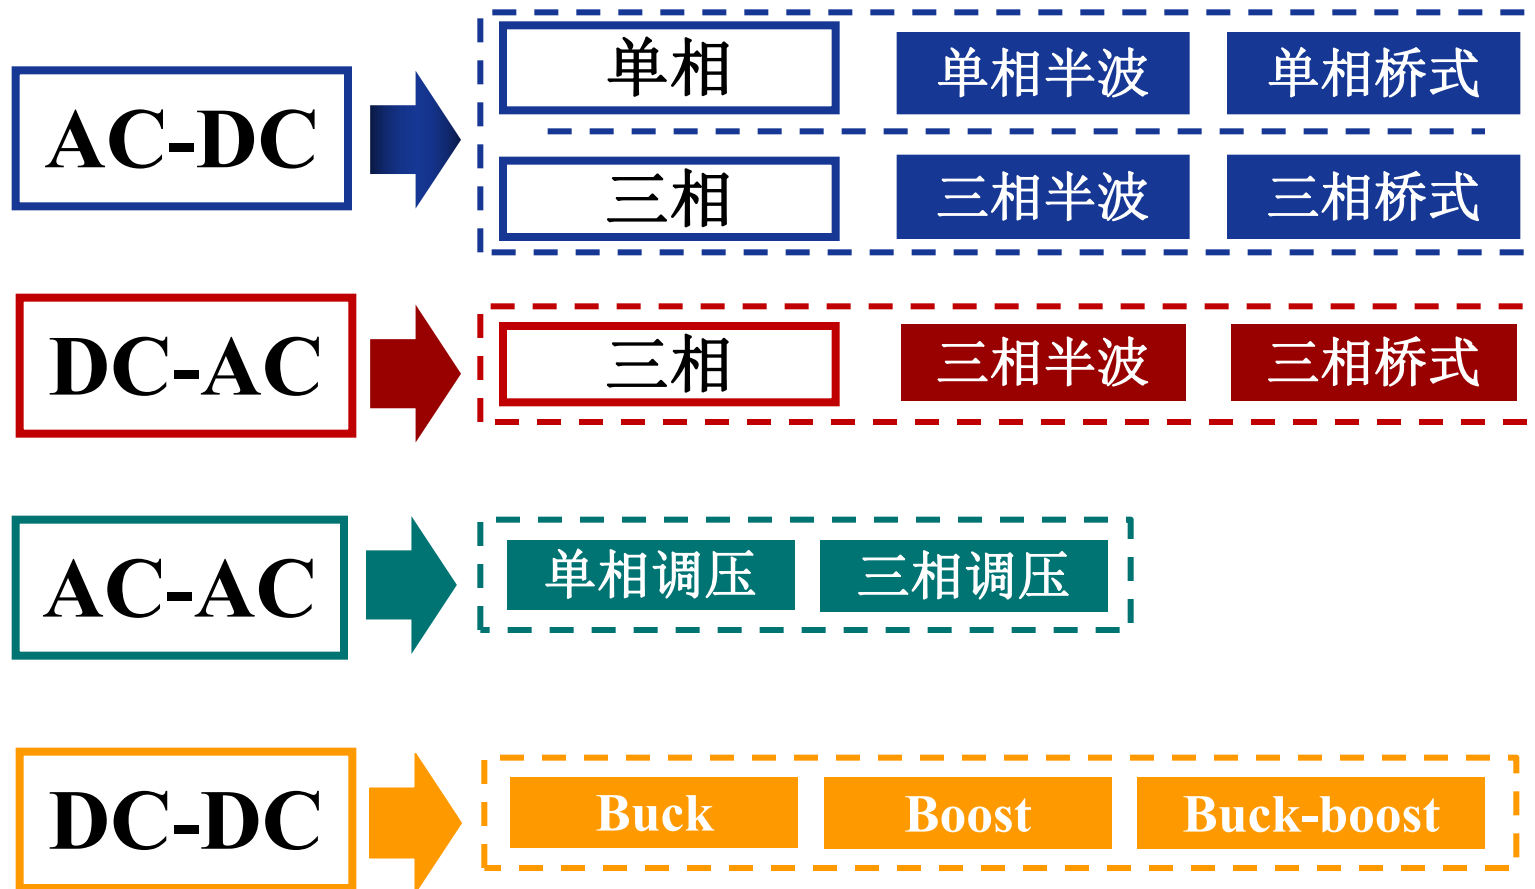 AC-DC
单相
单相半波
单相桥式
三相
三相半波
三相桥式
DC-AC
三相
三相半波
三相桥式
AC-AC
单相调压
三相调压
DC-DC
Buck
Boost
Buck-boost